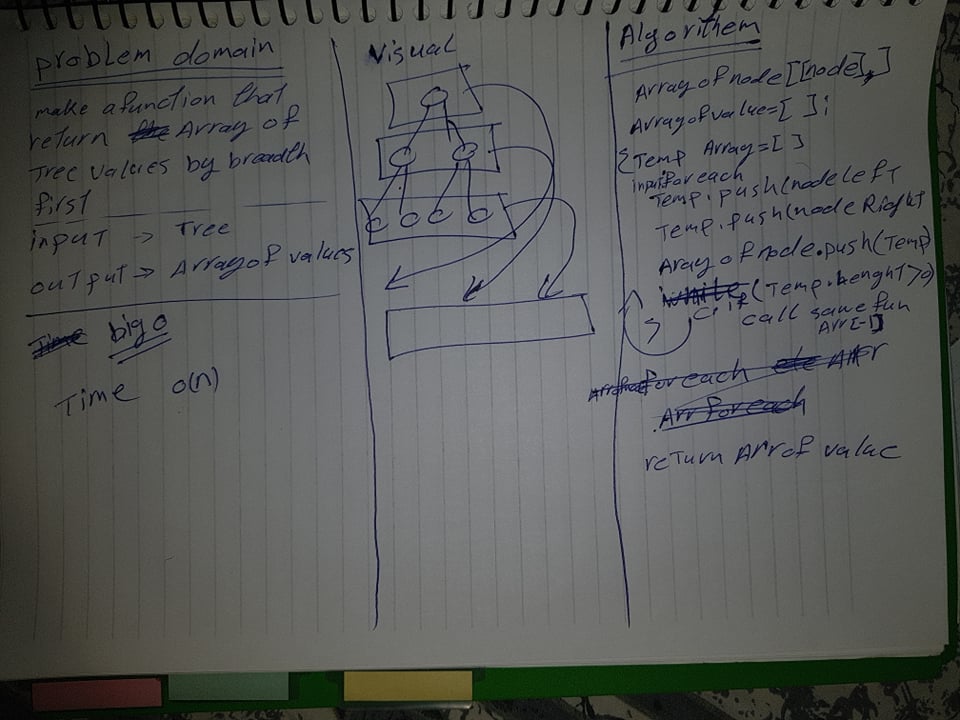 problem domain
make a function that
return Array of
Tree values by breadth
first
input -> Tree
output -> Array of values
Time big o
Time o(n)
Visual
Algorithem
Array of node [[node],]
Array of value = [ ];
{Temp Array = [ ]
input foreach
Temp.push(node Left
Temp.push(node Right
Aray of node.push(Temp)
while if (Temp.lenghT > 0)
call same fun
Arr[-1]
foreach ele Arr
Arr foreach
return Arr of value